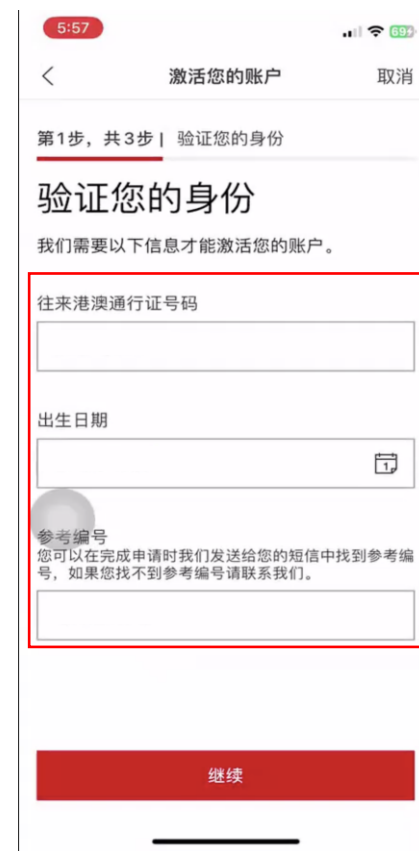 5:57
69
激活您的账户
取消
第1步，共3步 | 验证您的身份
验证您的身份
我们需要以下信息才能激活您的账户。
往来港澳通行证号码
出生日期
1
参考编号
您可以在完成申请时我们发送给您的短信中找到参考编
号，如果您找不到参考编号请联系我们。
继续